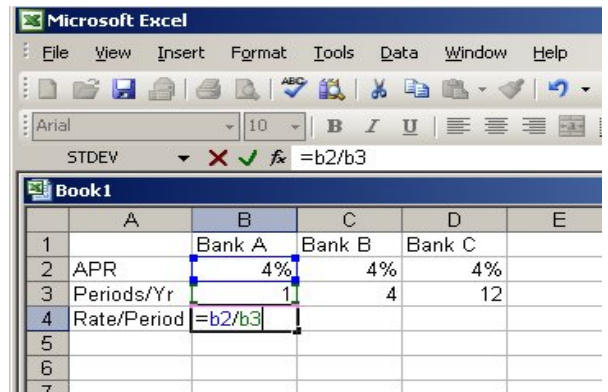 Microsoft Excel
File View Insert Format Tools Data Window Help
ABC
Arial 10 B I U
STDEV fx =b2/b3
Book1
A B C D E
1 Bank A Bank B Bank C
2 APR 4% 4% 4%
3 Periods/Yr 1 4 12
4 Rate/Period =b2/b3
5
6
7